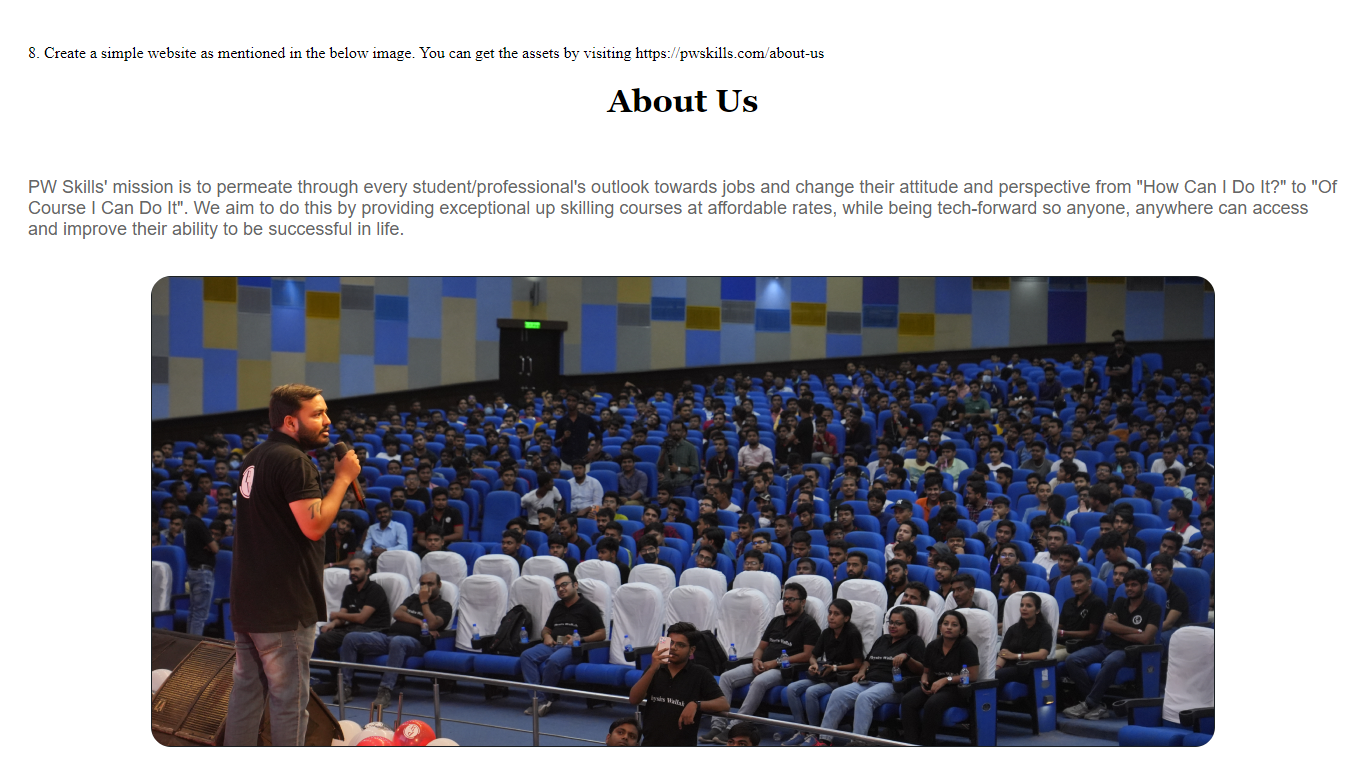 8. Create a simple website as mentioned in the below image. You can get the assets by visiting https://pwskills.com/about-us
About Us
PW Skills' mission is to permeate through every student/professional's outlook towards jobs and change their attitude and perspective from "How Can I Do It?" to "Of
Course I Can Do It". We aim to do this by providing exceptional up skilling courses at affordable rates, while being tech-forward so anyone, anywhere can access
and improve their ability to be successful in life.